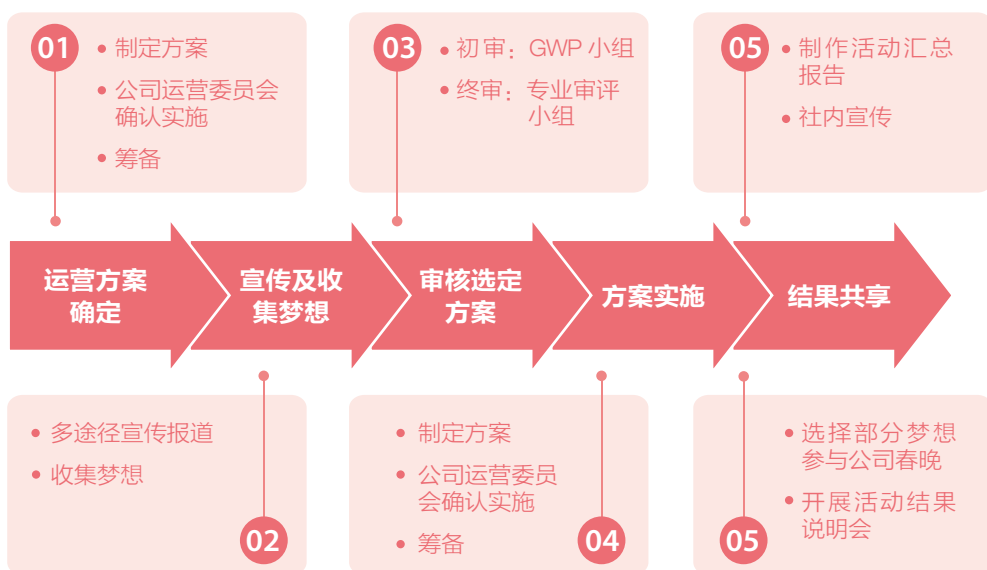 01
• 制定方案
• 公司运营委员会
确认实施
• 筹备
03
• 初审：GWP 小组
• 终审：专业审评
小组
05
• 制作活动汇总
报告
• 社内宣传
运营方案
确定
宣传及收
集梦想
审核选定
方案
方案实施
结果共享
• 多途径宣传报道
• 收集梦想
02
• 制定方案
• 公司运营委员
会确认实施
• 筹备
04
• 选择部分梦想
参与公司春晚
• 开展活动结果
说明会
05